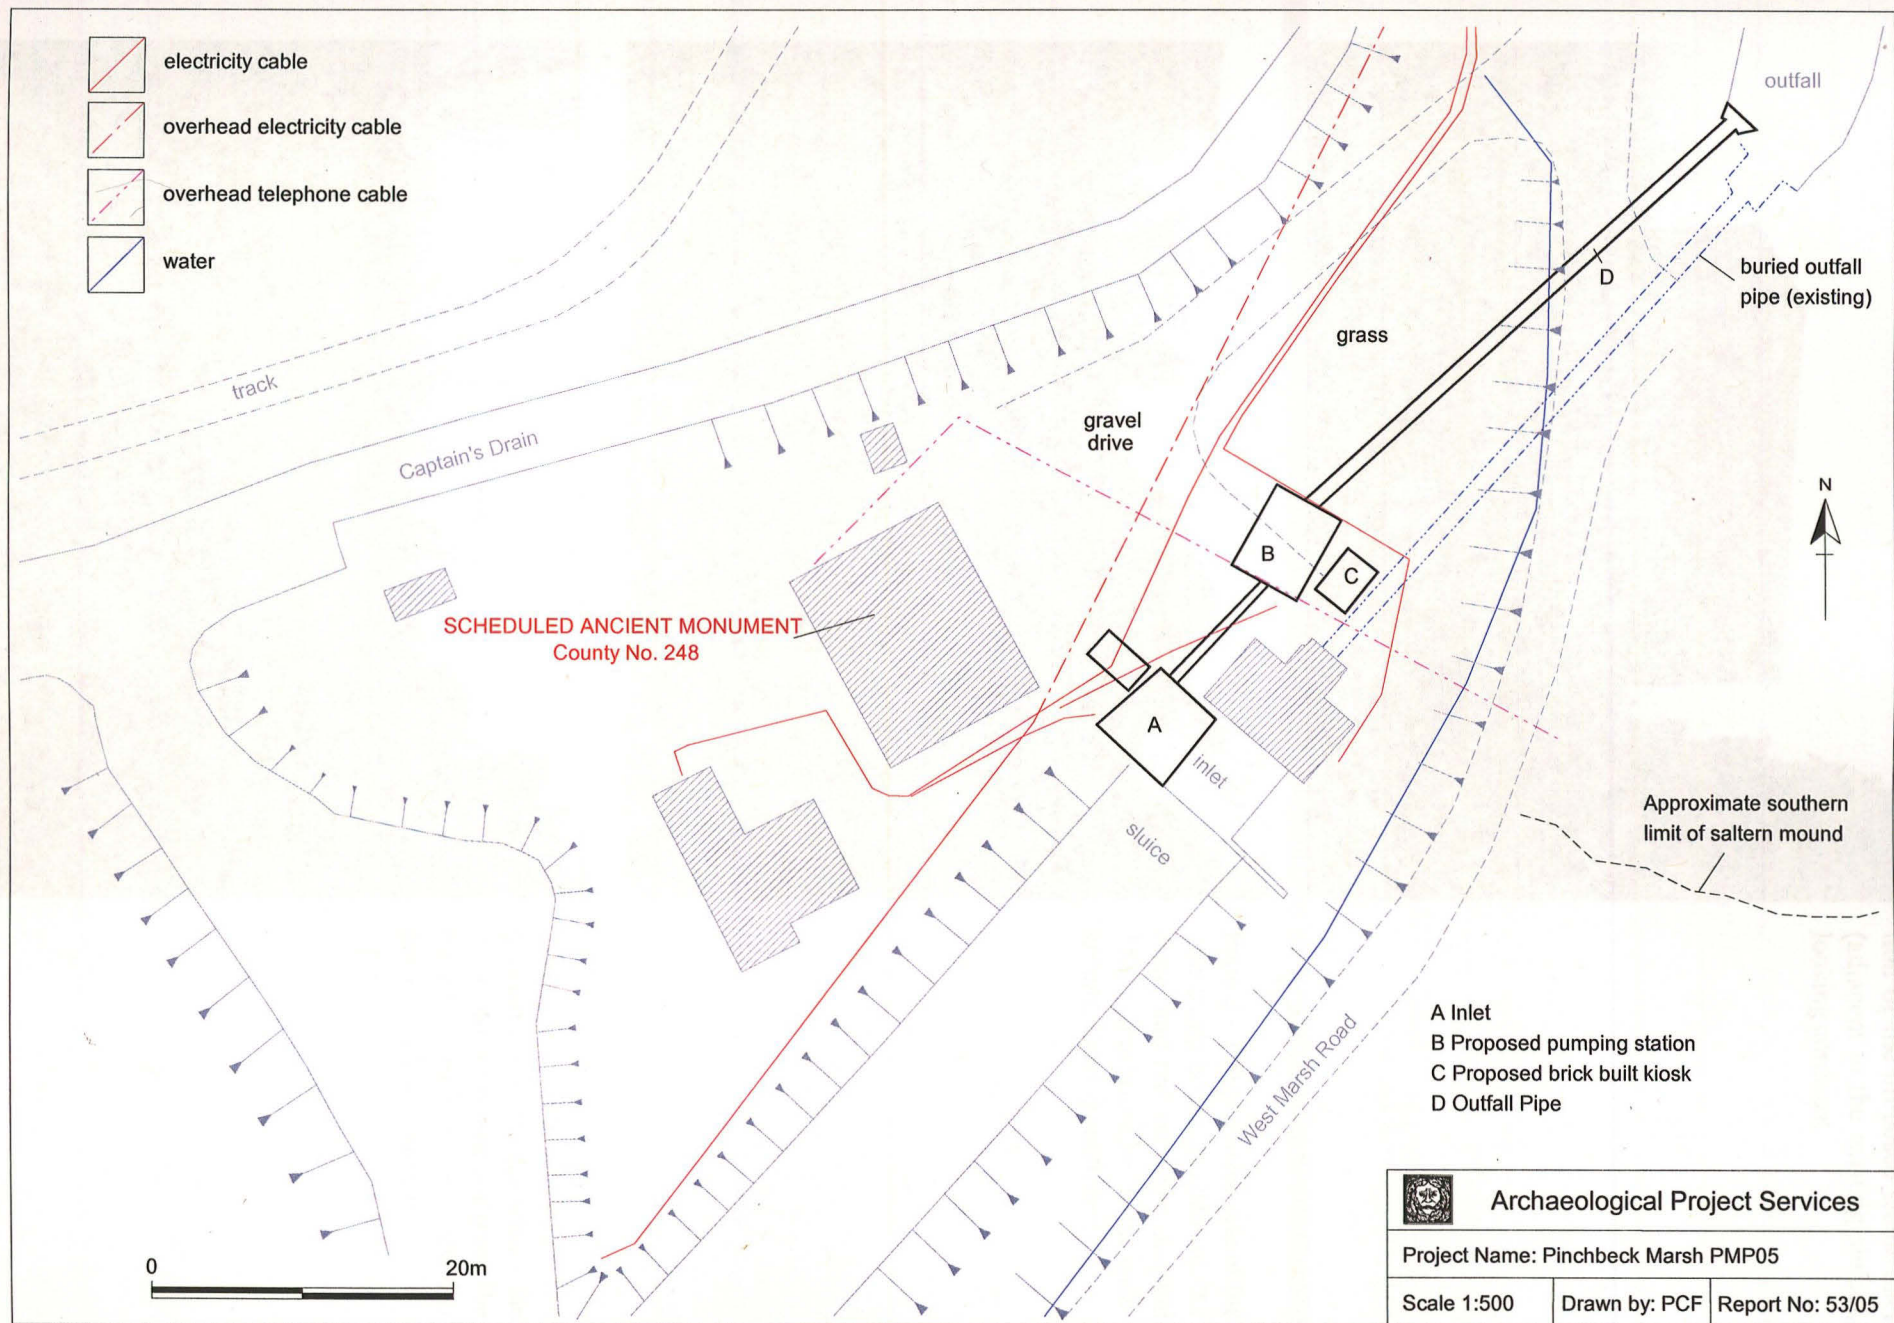 electricity cable
overhead electricity cable
overhead telephone cable
water
outfall
buried outfall
pipe (existing)
D
grass
track
Captain's Drain
gravel
drive
N
B
C
SCHEDULED ANCIENT MONUMENT
County No. 248
A
inlet
sluice
Approximate southern
limit of saltern mound
West Marsh Road
A Inlet
B Proposed pumping station
C Proposed brick built kiosk
D Outfall Pipe
0 20m
Archaeological Project Services
Project Name: Pinchbeck Marsh PMP05
Scale 1:500
Drawn by: PCF
Report No: 53/05